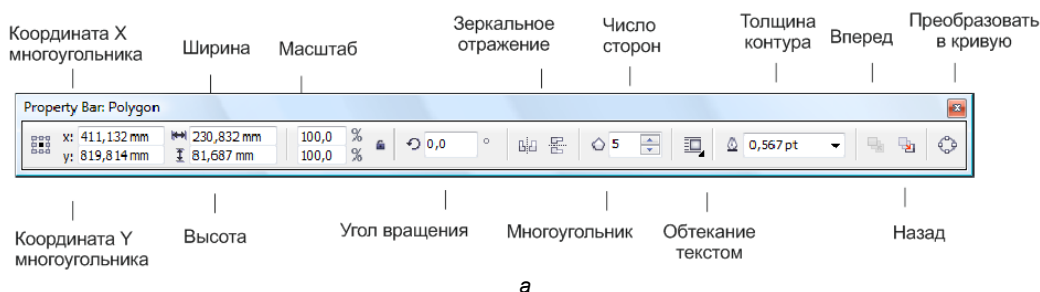 Координата X
многоугольника
Ширина
Масштаб
Зеркальное
отражение
Число
сторон
Толщина
контура
Вперед
Преобразовать
в кривую
Property Bar: Polygon
x: 411,132 mm 230,832 mm 100,0 % 0,0 ° 5 0,567 pt
y: 819,814 mm 81,687 mm 100,0 %
Координата Y
многоугольника
Высота
Угол вращения
Многоугольник
Обтекание
текстом
Назад
а